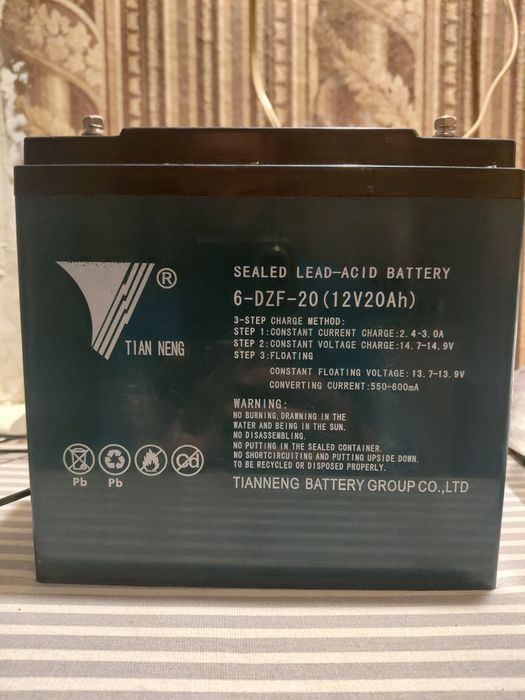 ®
TIAN NENG
SEALED LEAD-ACID BATTERY
6-DZF-20(12V20Ah)
3-STEP CHARGE METHOD:
STEP 1:CONSTANT CURRENT CHARGE:2.4-3.0A
STEP 2:CONSTANT VOLTAGE CHARGE:14.7-14.9V
STEP 3:FLOATING
CONSTANT FLOATING VOLTAGE:13.7-13.9V
CONVERTING CURRENT:550-600mA
WARNING:
NO BURNING,DRAWNING IN THE
WATER AND BEING IN THE SUN.
NO DISASSEMBLING.
NO PUTTING IN THE SEALED CONTAINER.
NO SHORTCIRUITING AND PUTTING UPSIDE DOWN.
TO BE RECYCLED OR DISPOSED PROPERLY.
TIANNENG BATTERY GROUP CO.,LTD
Cd
Pb Pb